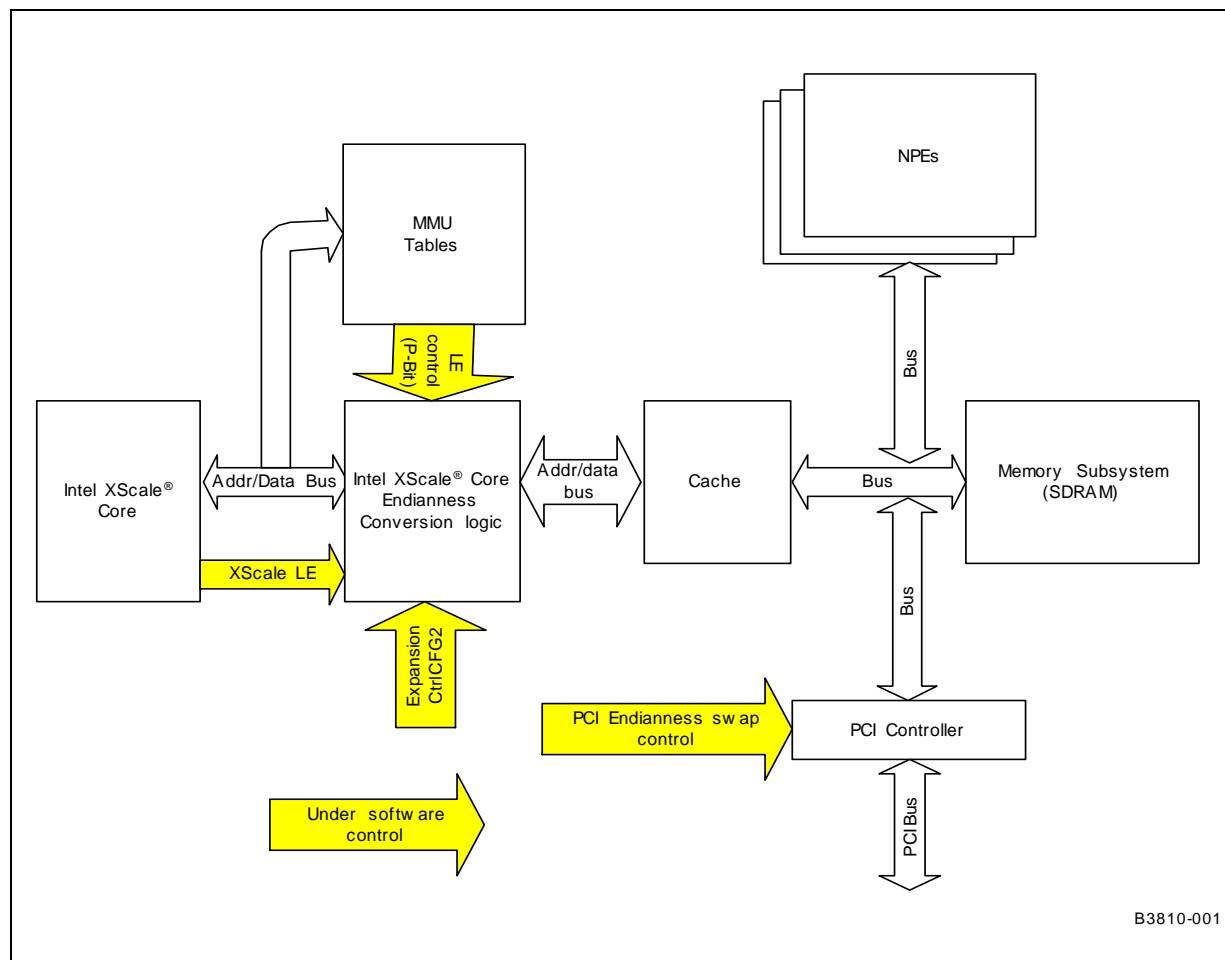 NPEs
MMU
Tables
LE
control
(P-Bit)
Bus
Intel XScale®
Core
Addr/Data Bus
Intel XScale® Core
Endianness
Conversion logic
Addr/data
bus
Cache
Bus
Memory Subsystem
(SDRAM)
XScale LE
Expansion
CtrlCFG2
Bus
PCI Endianness swap
control
PCI Controller
Under software
control
PCI Bus
B3810-001